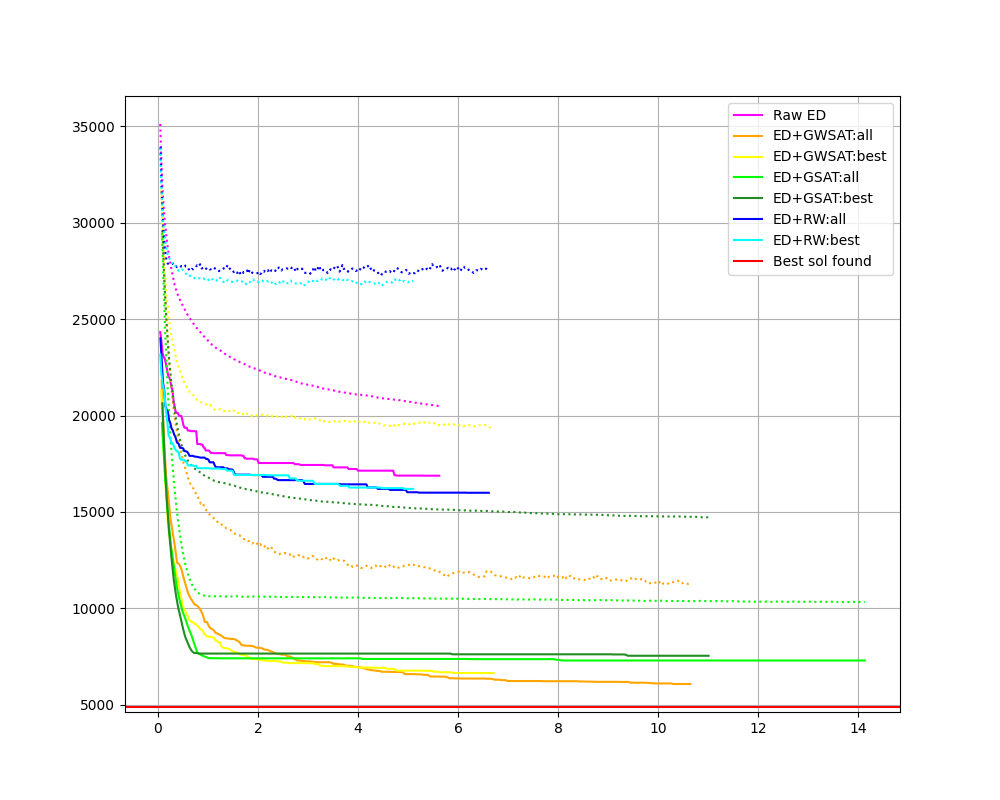 35000
30000
25000
20000
15000
10000
5000
0
2
4
6
8
10
12
14
Raw ED
ED+GWSAT:all
ED+GWSAT:best
ED+GSAT:all
ED+GSAT:best
ED+RW:all
ED+RW:best
Best sol found